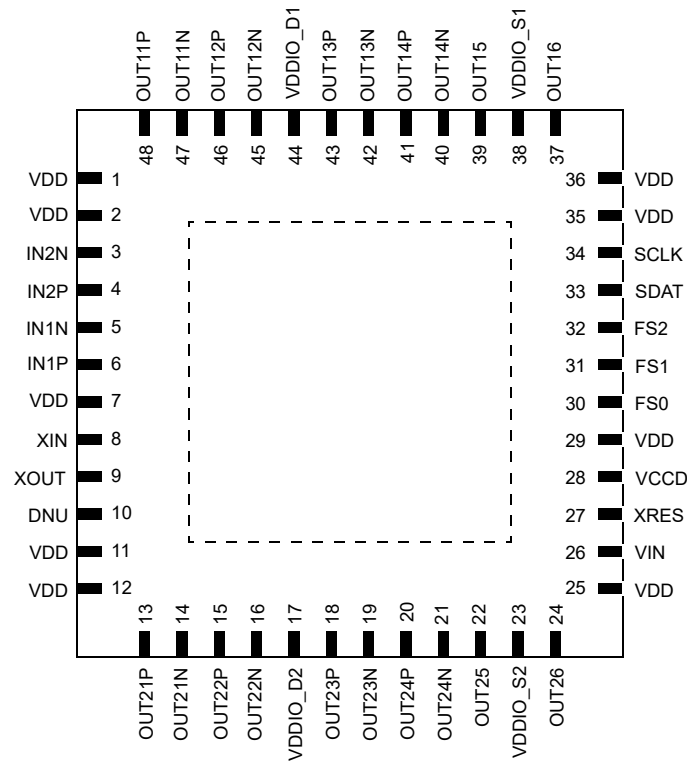 OUT11P
OUT11N
OUT12P
OUT12N
VDDIO_D1
OUT13P
OUT13N
OUT14P
OUT14N
OUT15
VDDIO_S1
OUT16
48
47
46
45
44
43
42
41
40
39
38
37
VDD 1
VDD 2
IN2N 3
IN2P 4
IN1N 5
IN1P 6
VDD 7
XIN 8
XOUT 9
DNU 10
VDD 11
VDD 12
36 VDD
35 VDD
34 SCLK
33 SDAT
32 FS2
31 FS1
30 FS0
29 VDD
28 VCCD
27 XRES
26 VIN
25 VDD
13
14
15
16
17
18
19
20
21
22
23
24
OUT21P
OUT21N
OUT22P
OUT22N
VDDIO_D2
OUT23P
OUT23N
OUT24P
OUT24N
OUT25
VDDIO_S2
OUT26